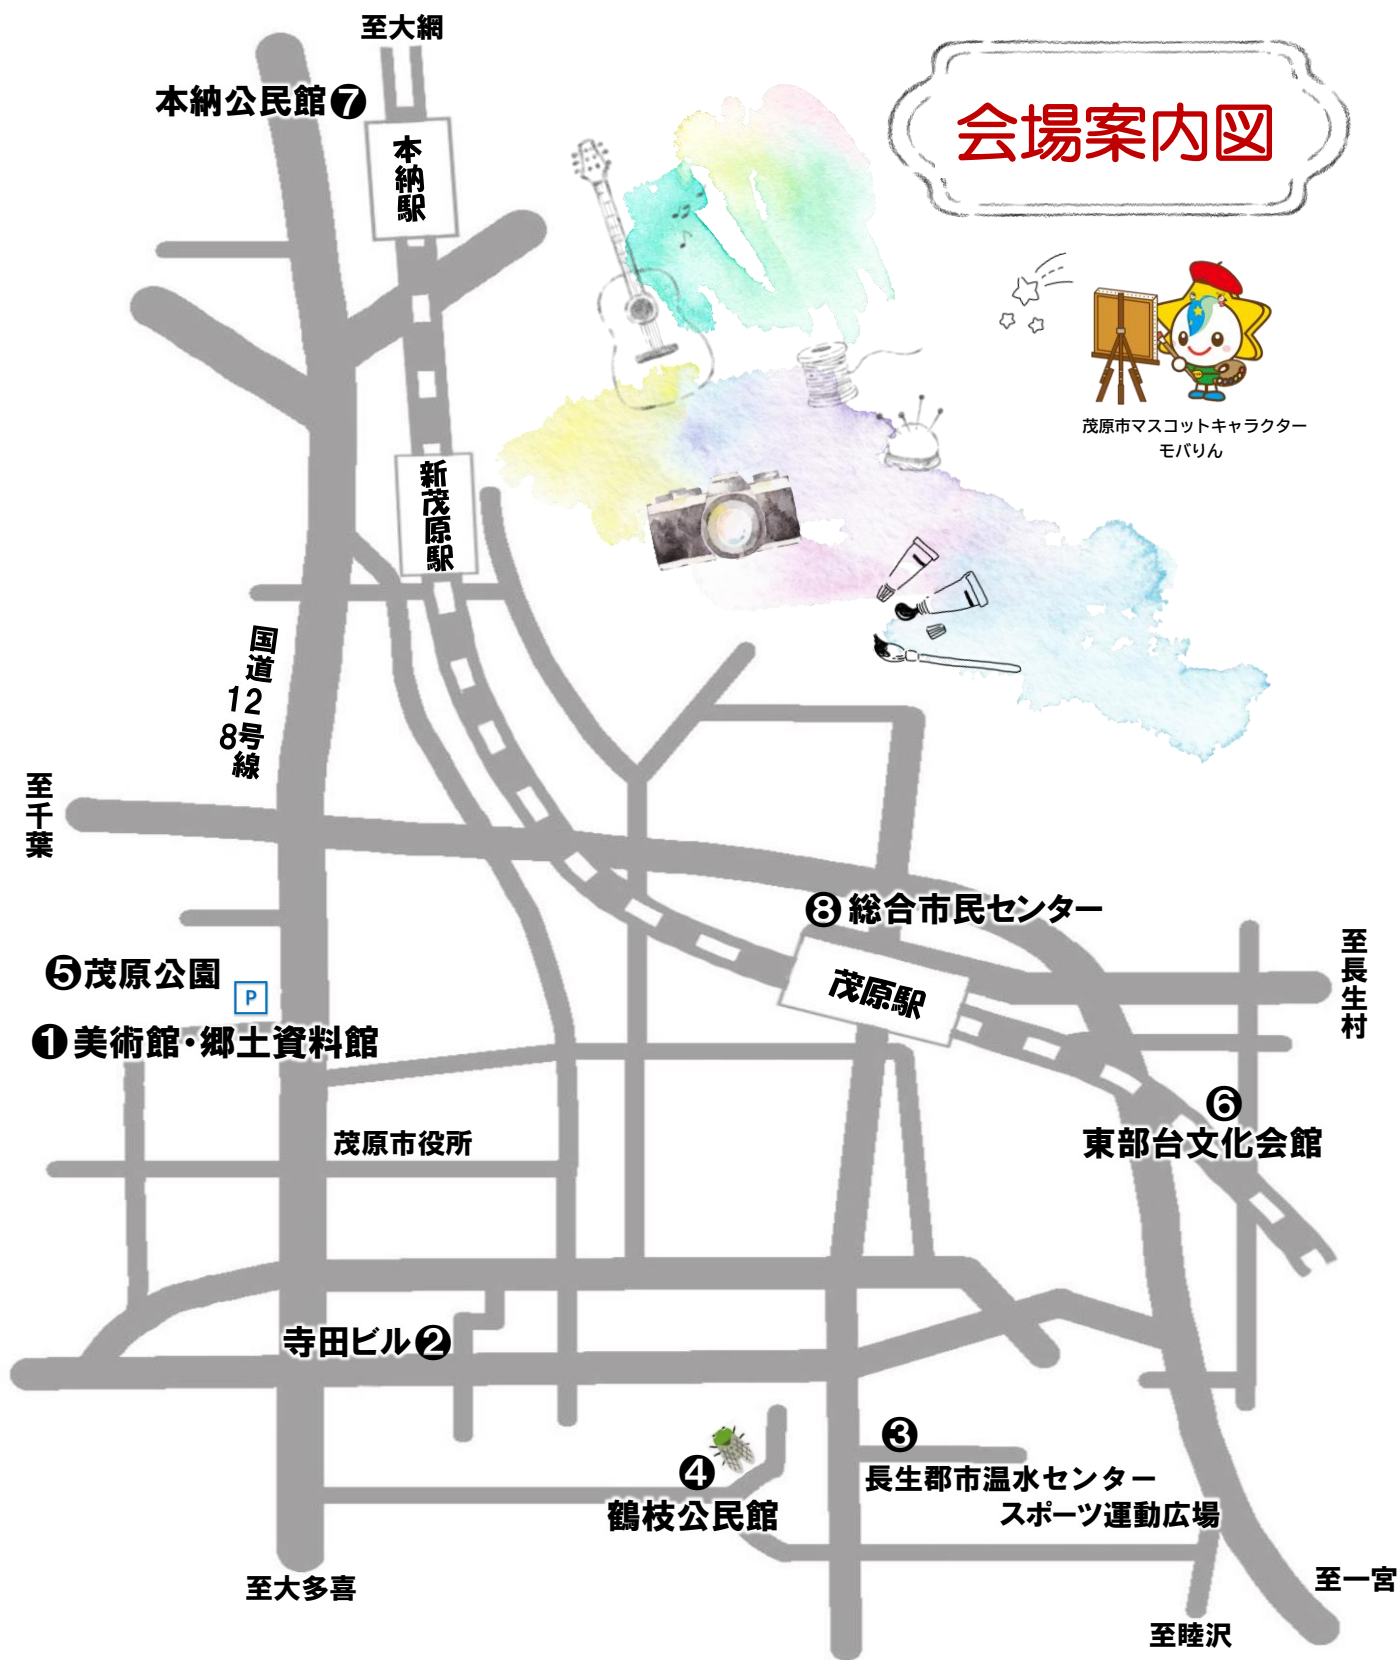 至大網
本納公民館❼
会場案内図
本納駅
茂原市マスコットキャラクター
モバりん
新茂原駅
国道128号線
至千葉
❽総合市民センター
至長生村
❺茂原公園
P
茂原駅
❶美術館・郷土資料館
❻
東部台文化会館
茂原市役所
寺田ビル❷
❸
長生郡市温水センター
スポーツ運動広場
❹
鶴枝公民館
至大多喜
至一宮
至睦沢